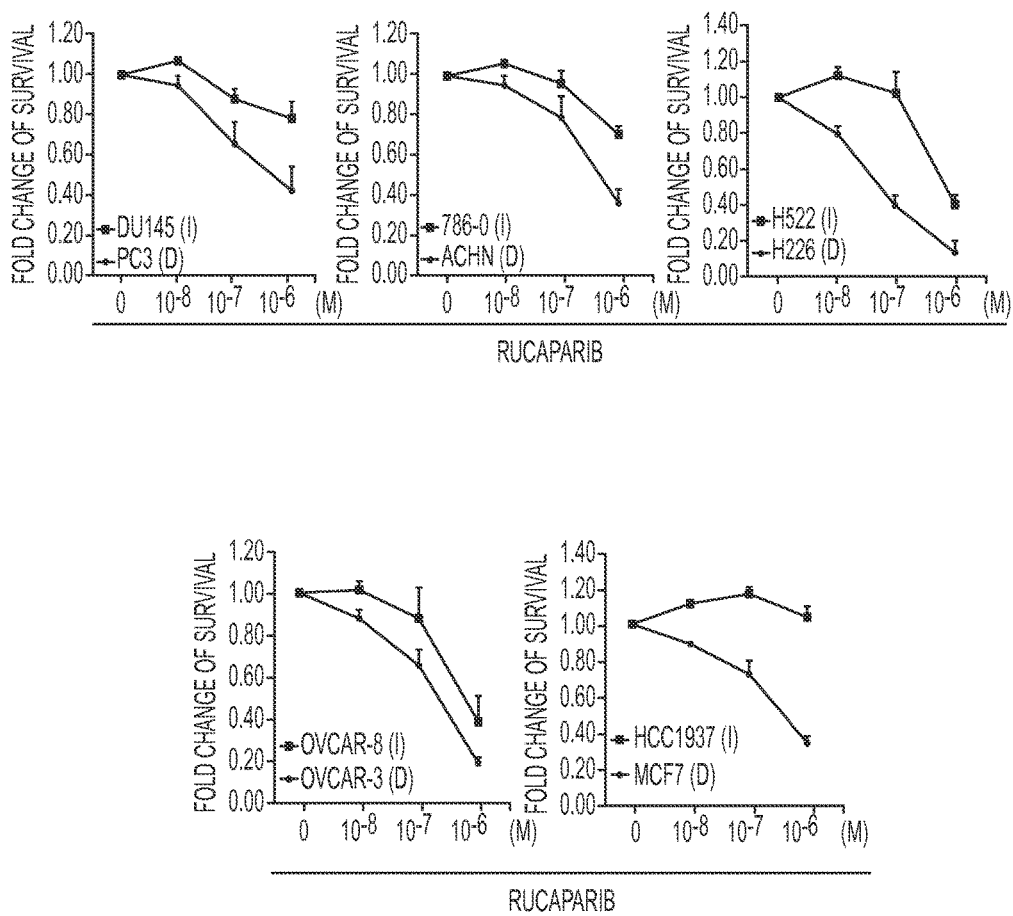 FOLD CHANGE OF SURVIVAL
1.20
1.00
0.80
0.60
0.40
0.20
0.00
DU145 (I)
PC3 (D)
0 10-8 10-7 10-6 (M)
FOLD CHANGE OF SURVIVAL
1.20
1.00
0.80
0.60
0.40
0.20
0.00
786-0 (I)
ACHN (D)
0 10-8 10-7 10-6 (M)
FOLD CHANGE OF SURVIVAL
1.40
1.20
1.00
0.80
0.60
0.40
0.20
0.00
H522 (I)
H226 (D)
0 10-8 10-7 10-6 (M)
RUCAPARIB
FOLD CHANGE OF SURVIVAL
1.20
1.00
0.80
0.60
0.40
0.20
0.00
OVCAR-8 (I)
OVCAR-3 (D)
0 10-8 10-7 10-6 (M)
FOLD CHANGE OF SURVIVAL
1.40
1.20
1.00
0.80
0.60
0.40
0.20
0.00
HCC1937 (I)
MCF7 (D)
0 10-8 10-7 10-6 (M)
RUCAPARIB